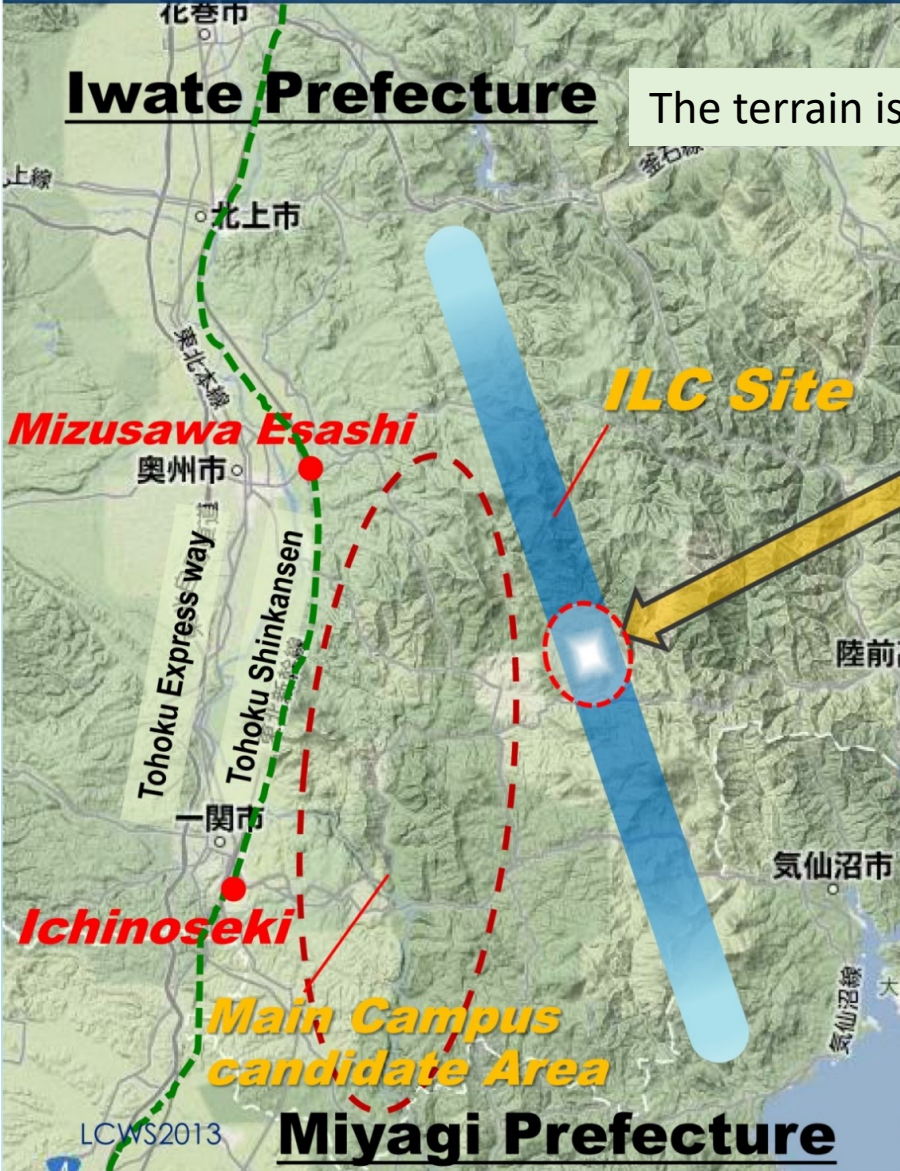 花巻市
Iwate Prefecture
The terrain is
釜石線
上線
北上市
東北本線
ILC Site
Mizusawa Esashi
奥州市
Tohoku Express way
Tohoku Shinkansen
陸前
一関市
気仙沼市
Ichinoseki
気仙沼線
大
Main Campus
candidate Area
LCWS2013
Miyagi Prefecture
4